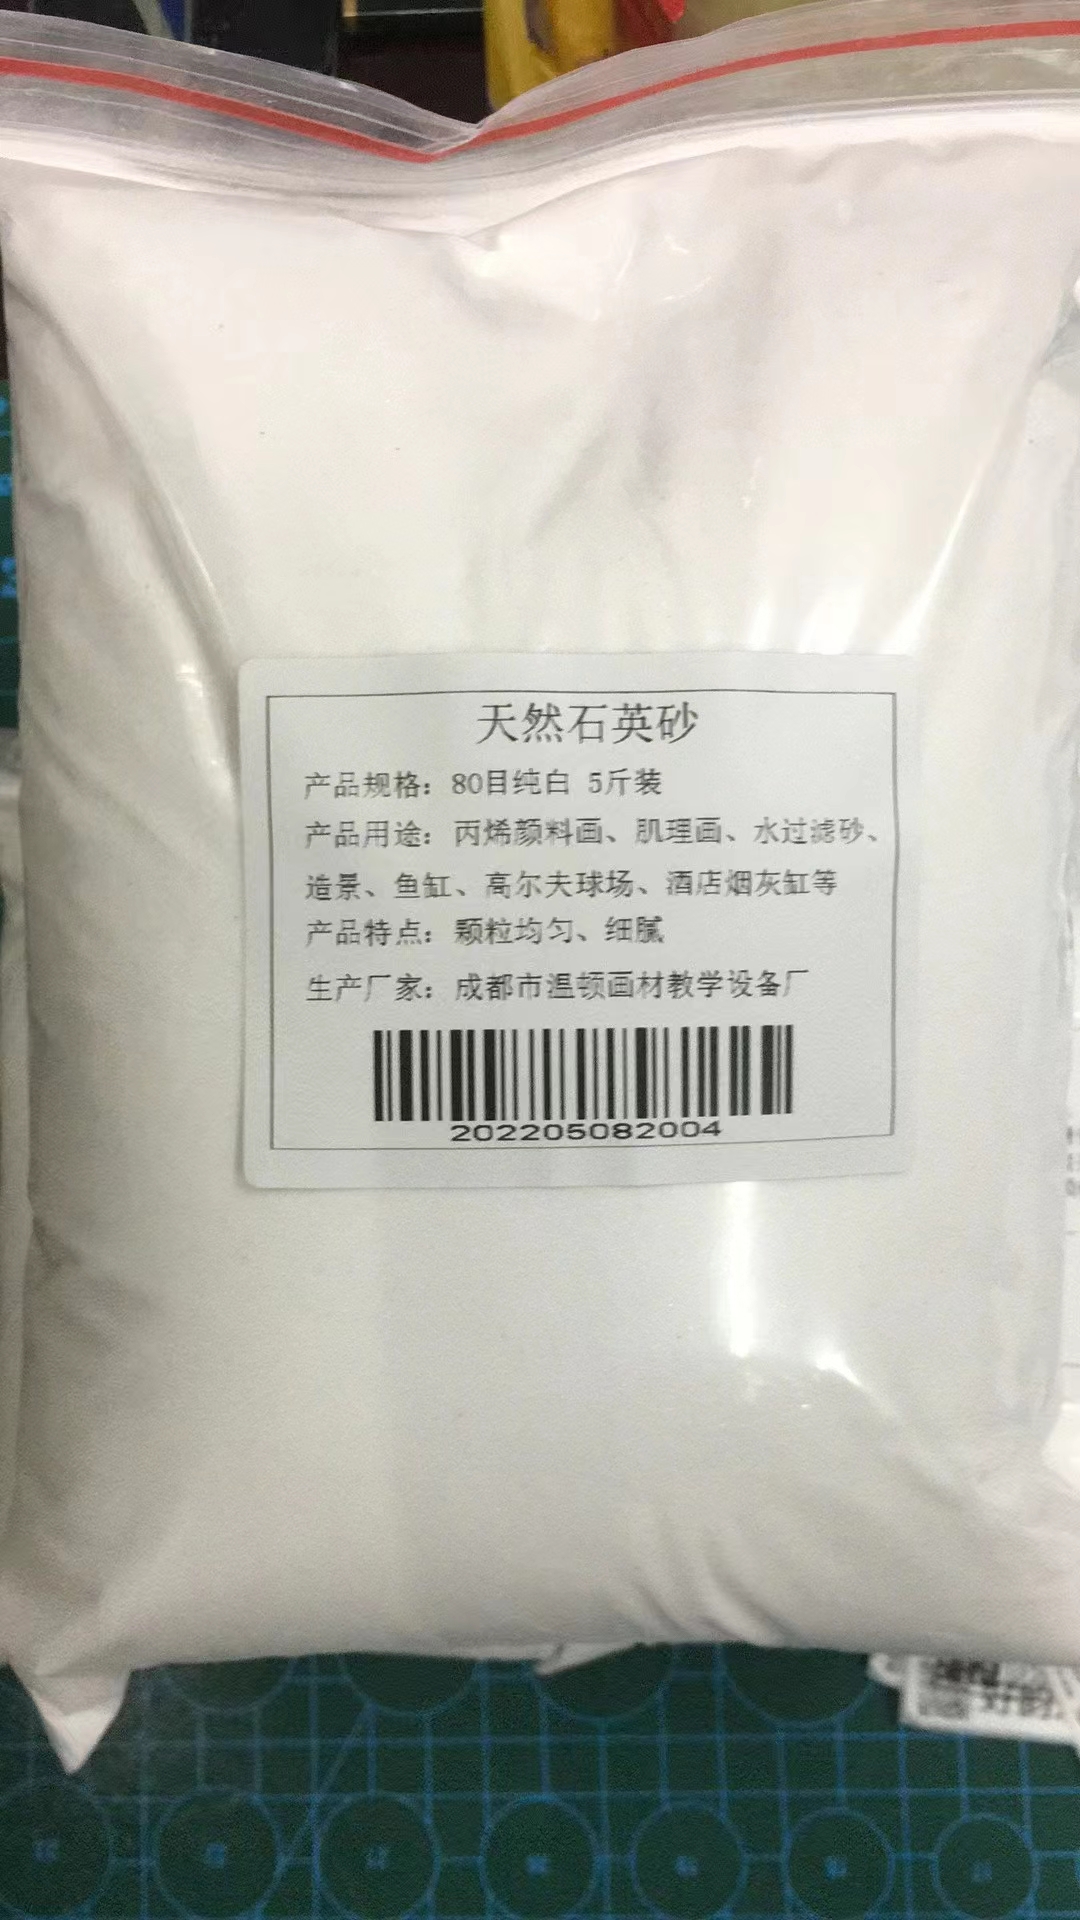 天然石英砂
产品规格：80目纯白 5斤装
产品用途：丙烯颜料画、肌理画、水过滤砂、
造景、鱼缸、高尔夫球场、酒店烟灰缸等
产品特点：颗粒均匀、细腻
生产厂家：成都市温顿画材教学设备厂
202205082004